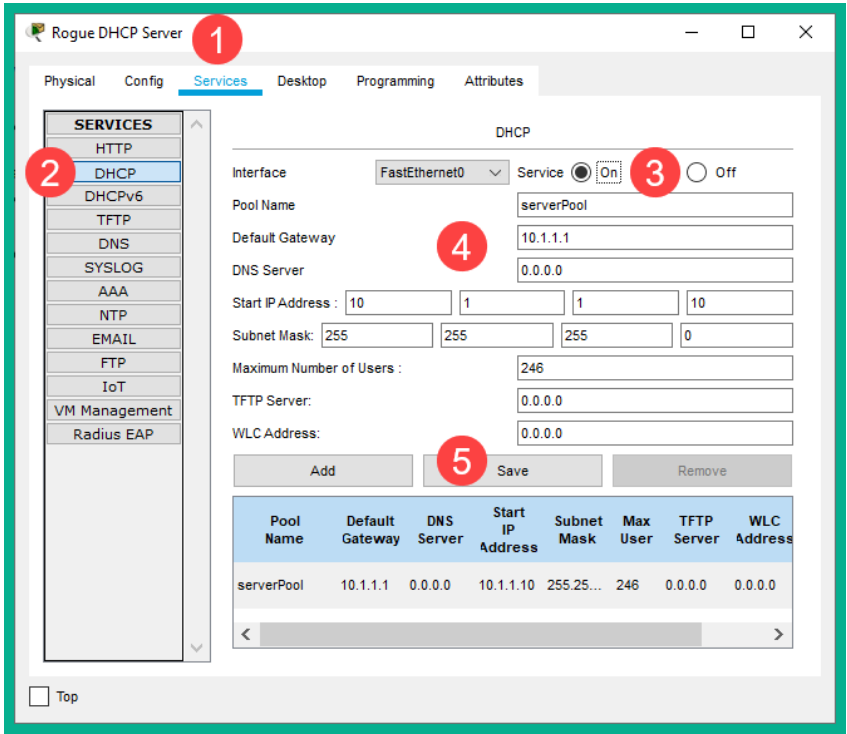 Rogue DHCP Server
1
Physical Config Services Desktop Programming Attributes
SERVICES
HTTP
2
DHCP
DHCPv6
TFTP
DNS
SYSLOG
AAA
NTP
EMAIL
FTP
IoT
VM Management
Radius EAP
DHCP
Interface FastEthernet0 Service On 3 Off
Pool Name serverPool
Default Gateway 10.1.1.1
4
DNS Server 0.0.0.0
Start IP Address : 10 1 1 10
Subnet Mask: 255 255 255 0
Maximum Number of Users : 246
TFTP Server: 0.0.0.0
WLC Address: 0.0.0.0
5
Add Save Remove
Pool Name Default Gateway DNS Server Start IP Address Subnet Mask Max User TFTP Server WLC Address
serverPool 10.1.1.1 0.0.0.0 10.1.1.10 255.25... 246 0.0.0.0 0.0.0.0
Top